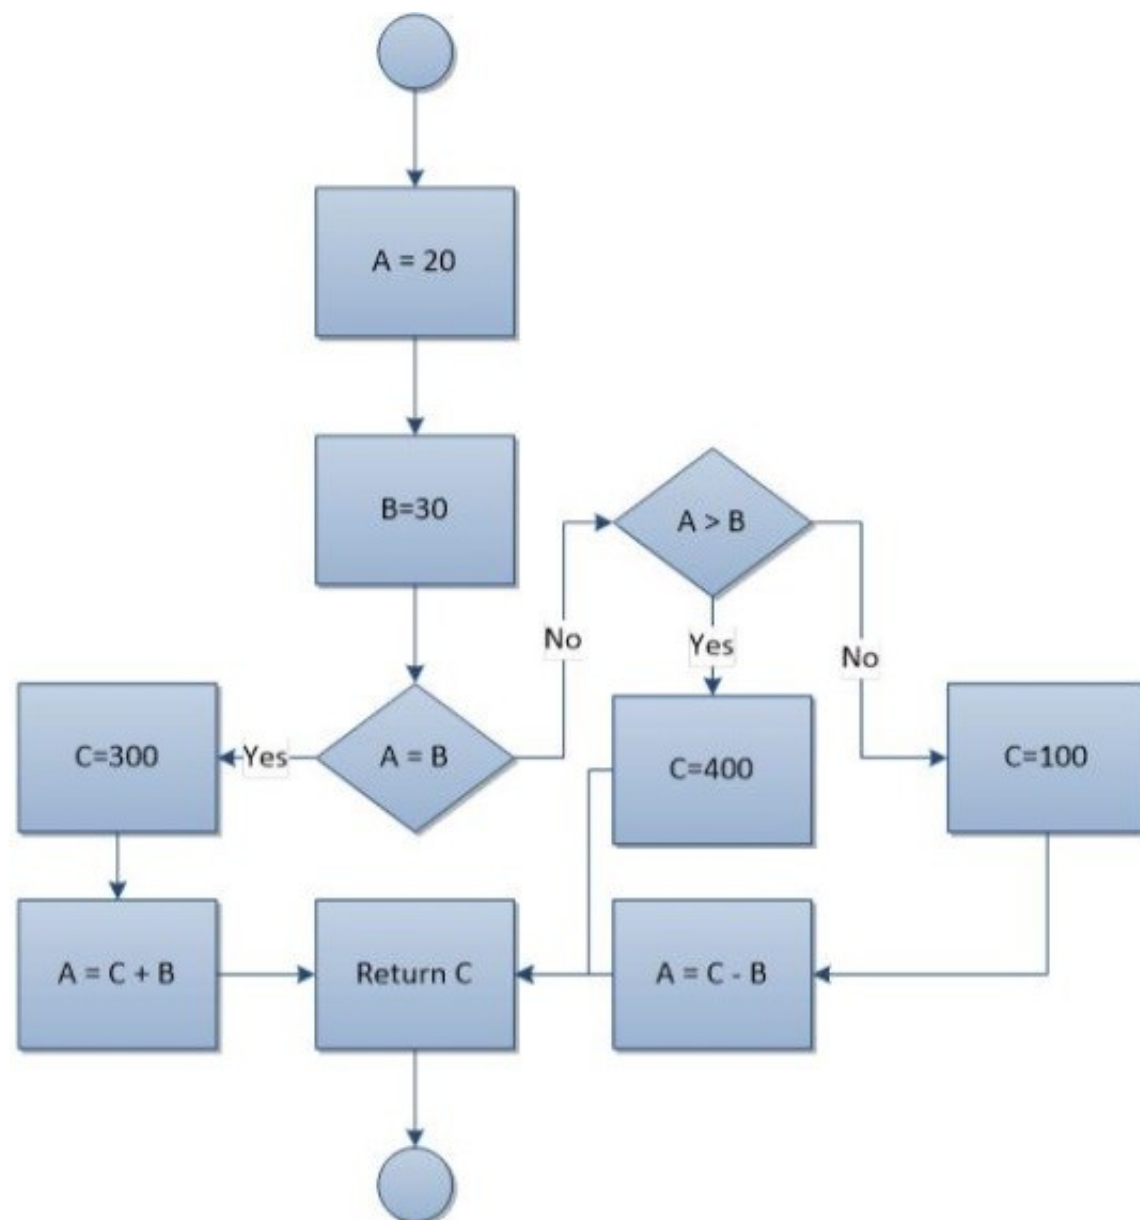 A = 20
B=30
A > B
No
Yes
No
C=300
Yes
A = B
C=400
C=100
A = C + B
Return C
A = C - B